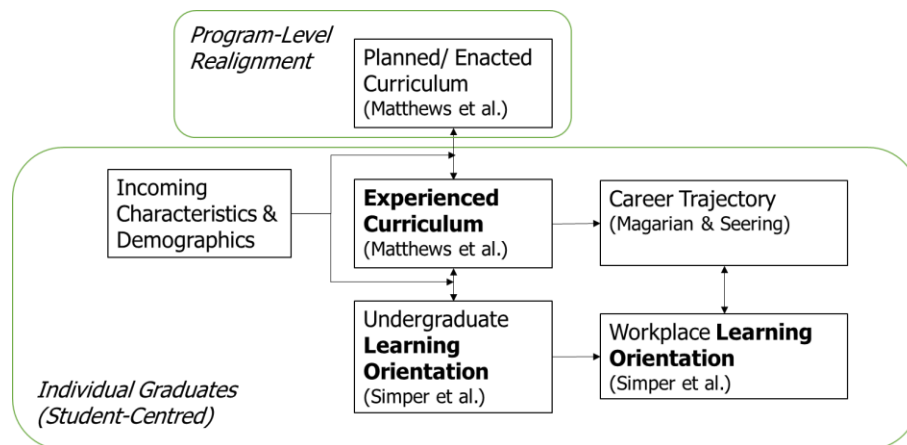 Program-Level
Realignment
Planned/ Enacted
Curriculum
(Matthews et al.)
Incoming
Characteristics &
Demographics
Experienced
Curriculum
(Matthews et al.)
Career Trajectory
(Magarian & Seering)
Undergraduate
Learning
Orientation
(Simper et al.)
Workplace Learning
Orientation
(Simper et al.)
Individual Graduates
(Student-Centred)